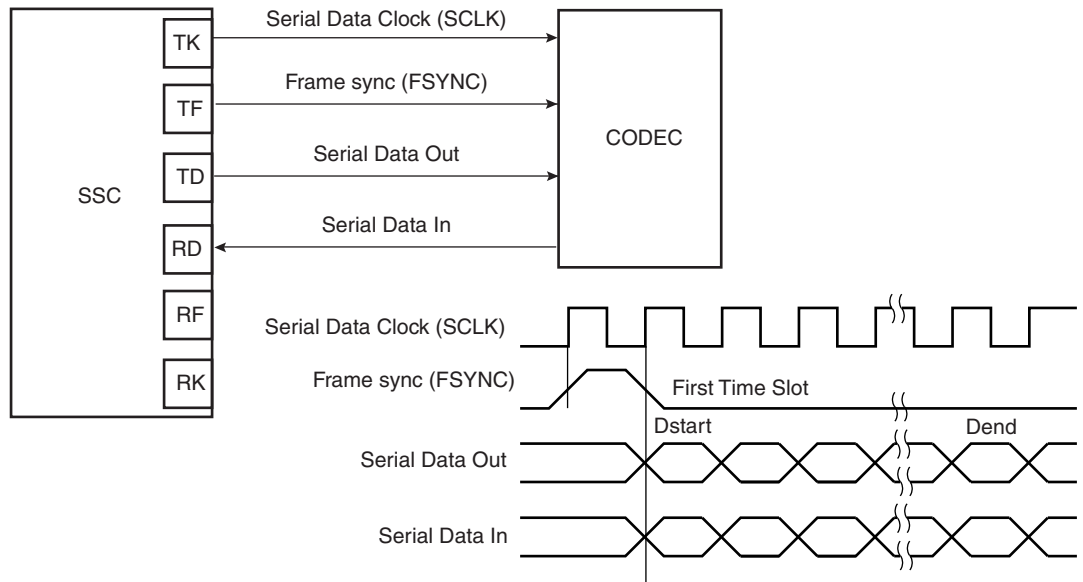 Serial Data Clock (SCLK)
TK
Frame sync (FSYNC)
TF
CODEC
Serial Data Out
TD
SSC
Serial Data In
RD
RF
Serial Data Clock (SCLK)
RK
Frame sync (FSYNC)
First Time Slot
Dstart
Dend
Serial Data Out
Serial Data In